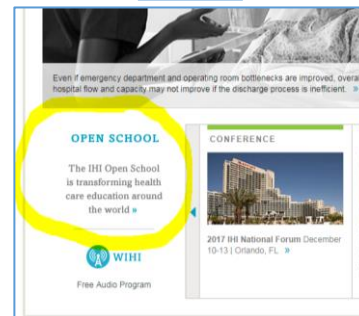 Even if emergency department and operating room bottlenecks are improved, overa
hospital flow and capacity may not improve if the discharge process is inefficient. »
OPEN SCHOOL
The IHI Open School
is transforming health
care education around
the world »
WIHI
Free Audio Program
CONFERENCE
2017 IHI National Forum December
10-13 | Orlando, FL »